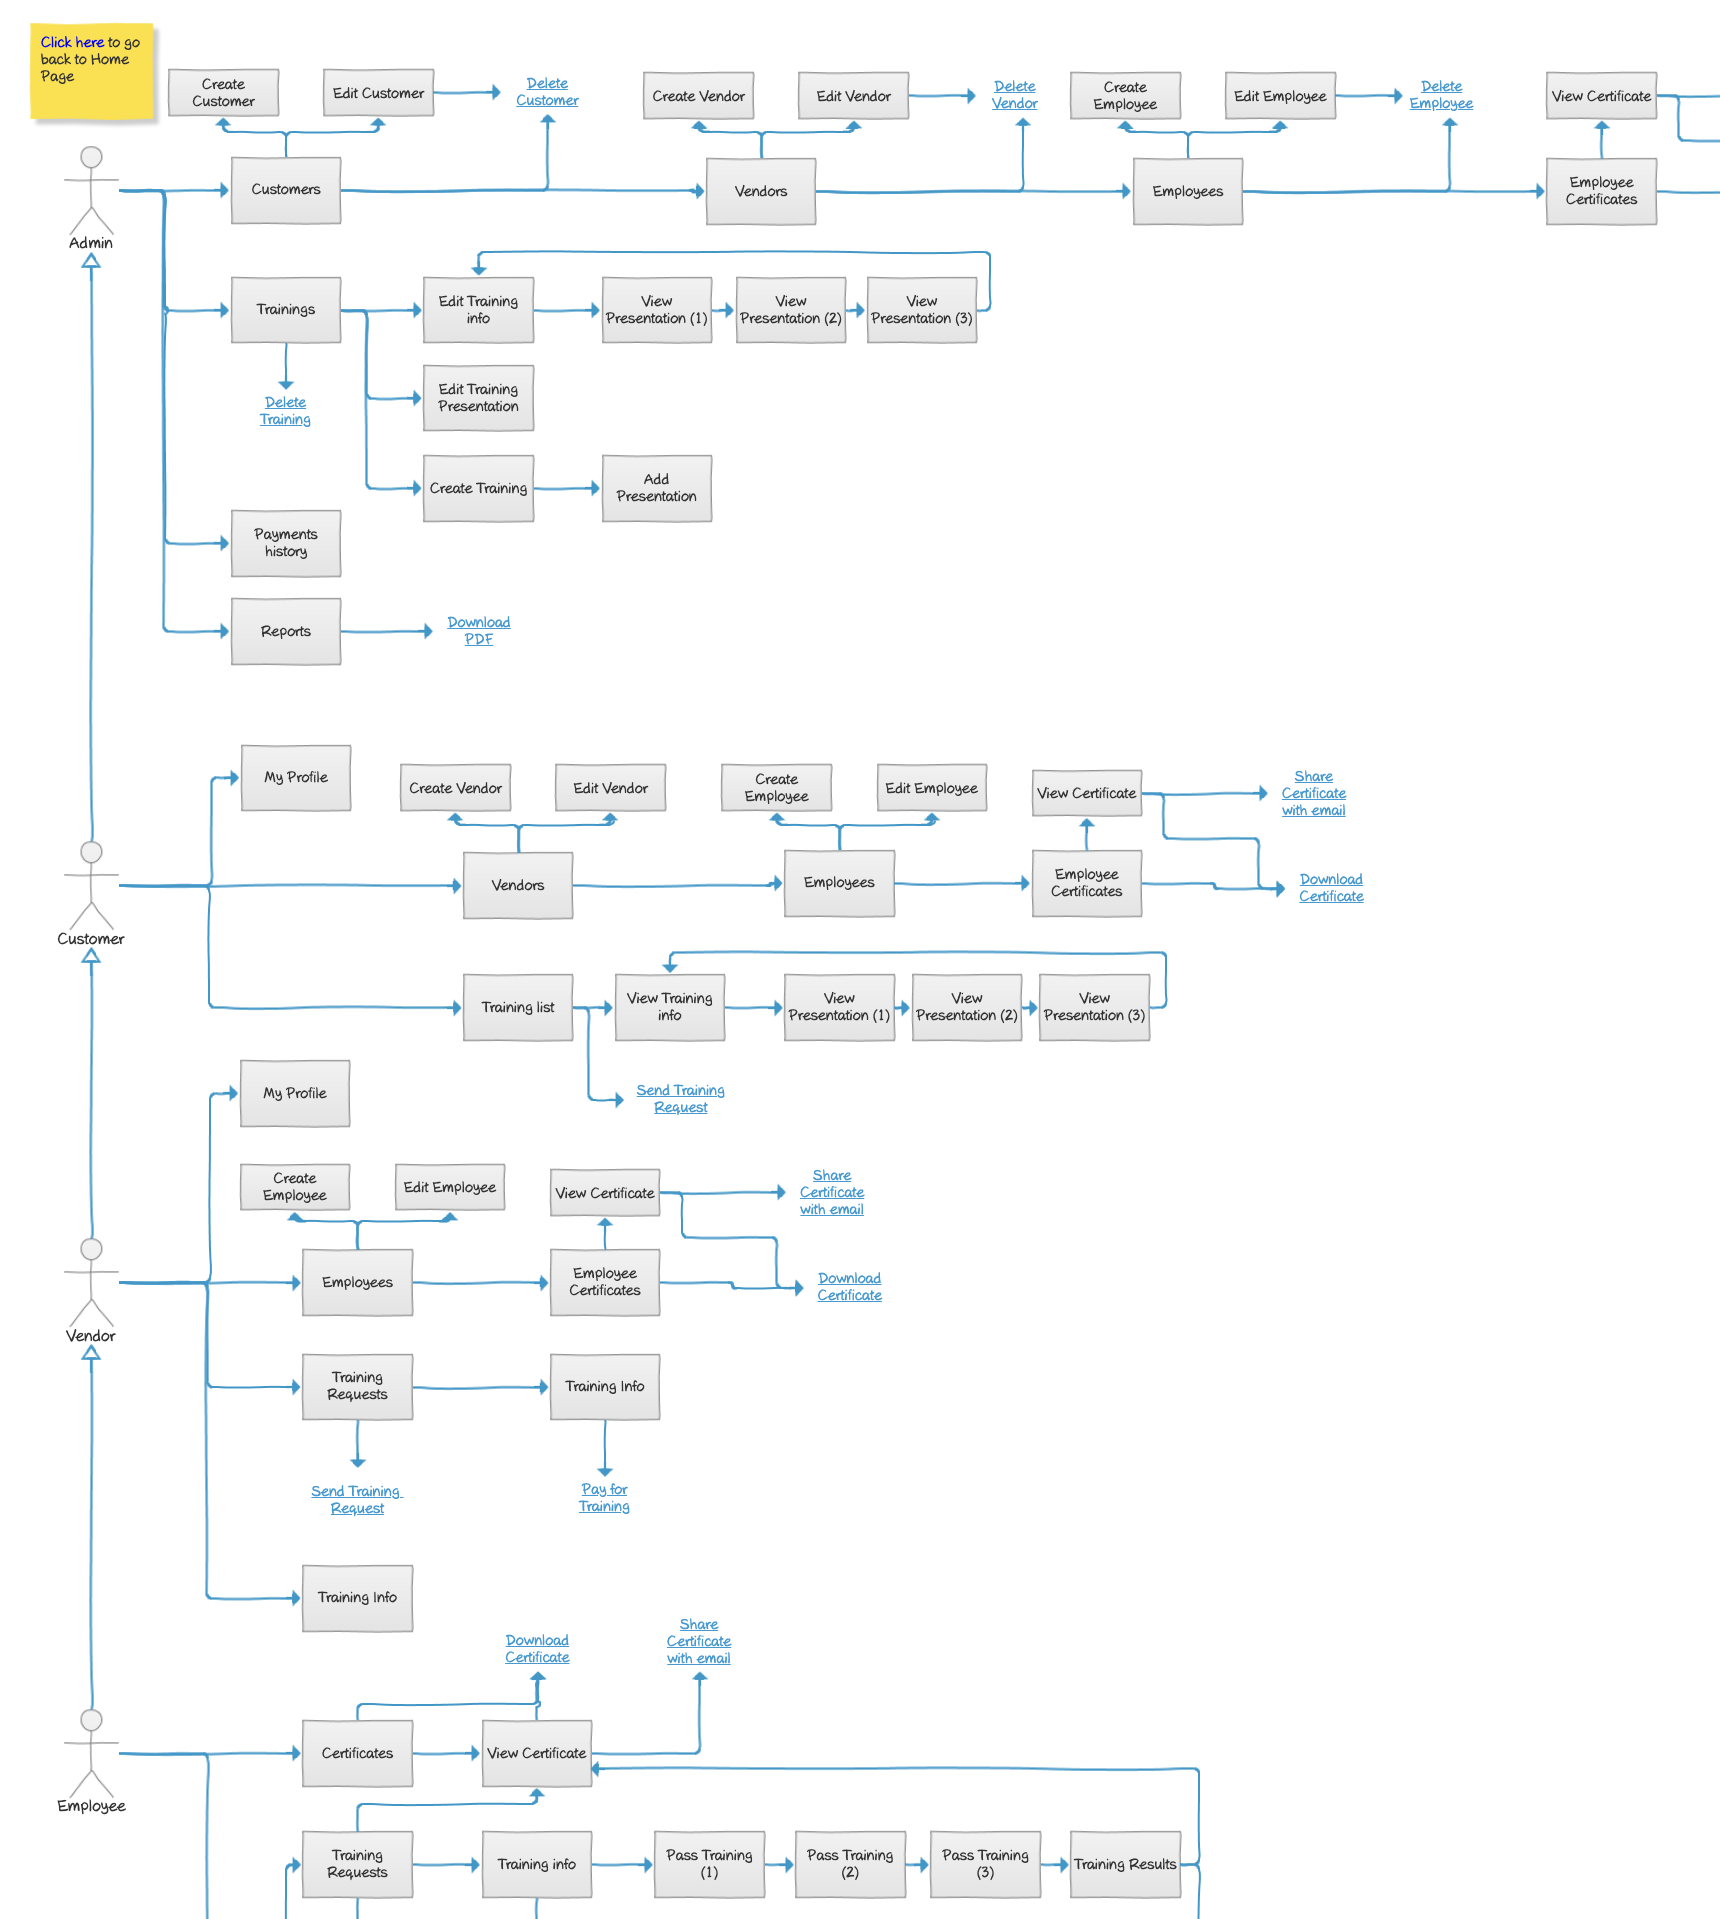 Click here to go
back to Home
Page
Create
Customer
Edit Customer
Delete
Customer
Create Vendor
Edit Vendor
Delete
Vendor
Create
Employee
Edit Employee
Delete
Employee
View Certificate
Customers
Vendors
Employees
Employee
Certificates
Admin
Trainings
Edit Training
info
View
Presentation (1)
View
Presentation (2)
View
Presentation (3)
Delete
Training
Edit Training
Presentation
Create Training
Add
Presentation
Payments
history
Reports
Download
PDF
My Profile
Create Vendor
Edit Vendor
Create
Employee
Edit Employee
View Certificate
Share
Certificate
with email
Vendors
Employees
Employee
Certificates
Download
Certificate
Customer
Training list
View Training
info
View
Presentation (1)
View
Presentation (2)
View
Presentation (3)
Send Training
Request
My Profile
Create
Employee
Edit Employee
View Certificate
Share
Certificate
with email
Employees
Employee
Certificates
Download
Certificate
Vendor
Training
Requests
Training Info
Send Training
Request
Pay for
Training
Training Info
Download
Certificate
Share
Certificate
with email
Certificates
View Certificate
Employee
Training
Requests
Training info
Pass Training
(1)
Pass Training
(2)
Pass Training
(3)
Training Results